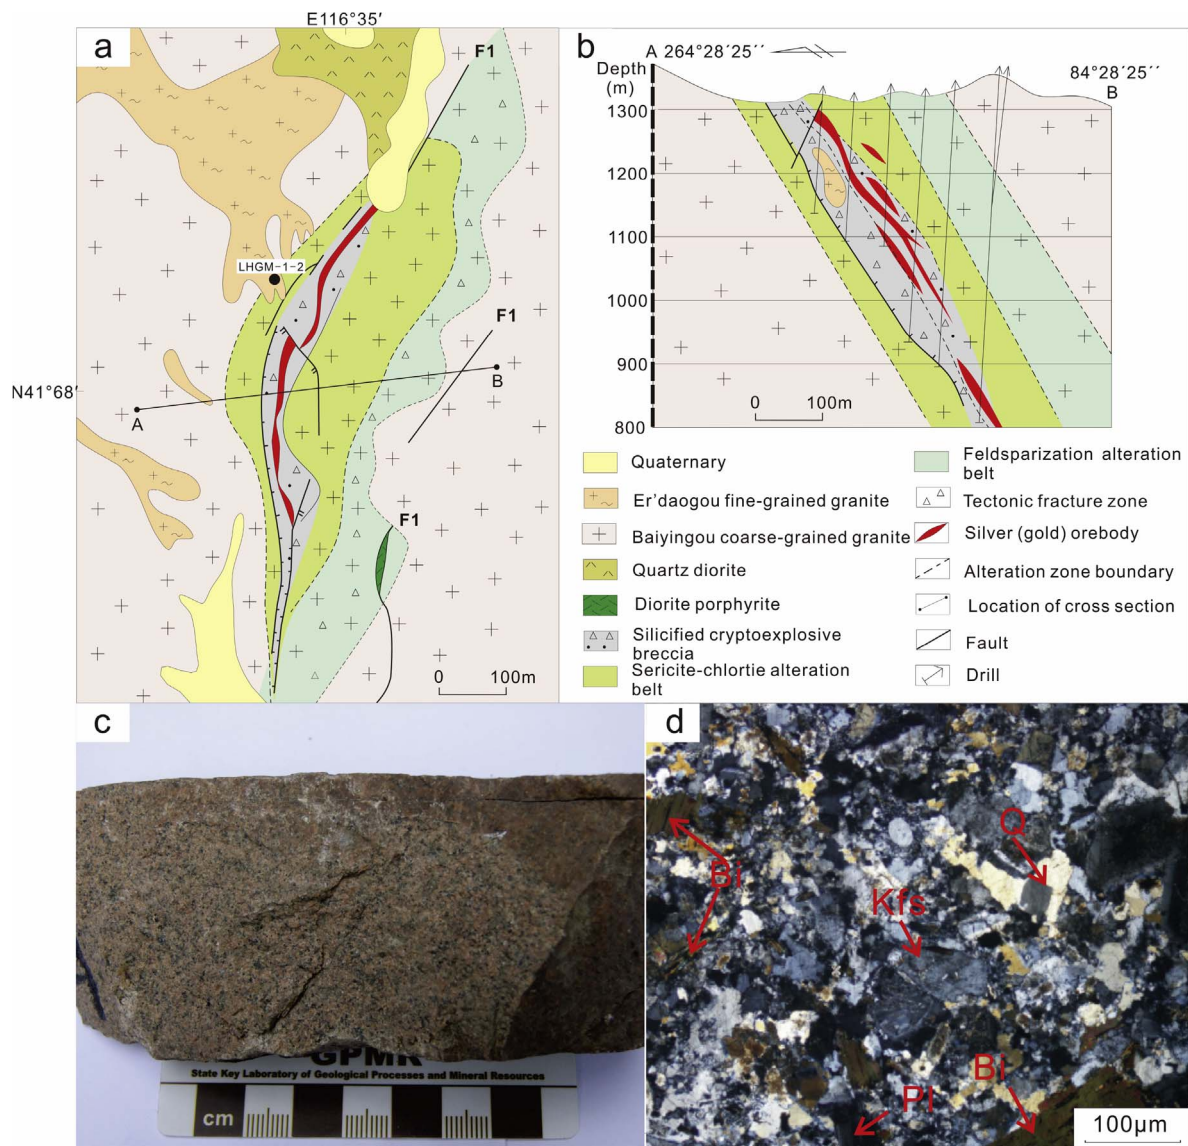 E116°35′
a
F1
LHGM-1-2
F1
N41°68′
A
B
F1
0 100m
b
A 264°28′25′′
84°28′25′′
B
Depth
(m)
1300
1200
1100
1000
900
800
0 100m
Quaternary
Er'daogou fine-grained granite
Baiyingou coarse-grained granite
Quartz diorite
Diorite porphyrite
Silicified cryptoexplosive
breccia
Sericite-chlortie alteration
belt
Feldsparization alteration
belt
Tectonic fracture zone
Silver (gold) orebody
Alteration zone boundary
Location of cross section
Fault
Drill
c
GPMR
State Key Laboratory of Geological Processes and Mineral Resources
cm
d
Q
Bi
Kfs
Pl
Bi
100μm